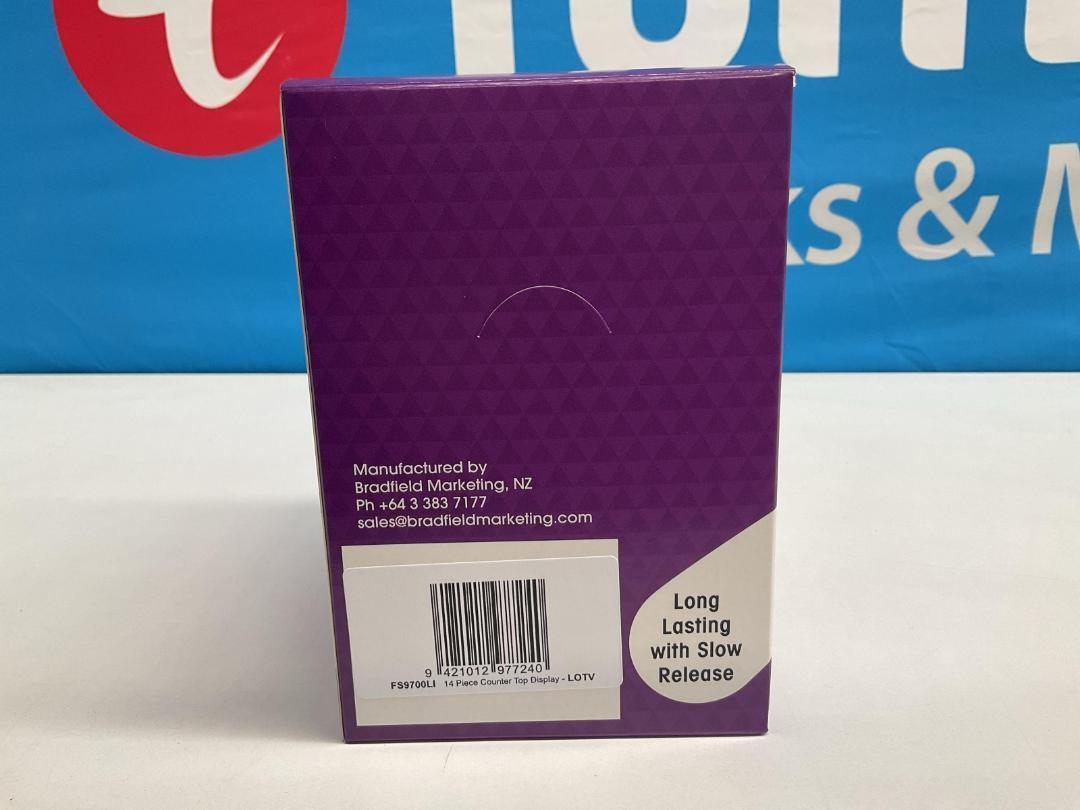 & 
Manufactured by
Bradfield Marketing, NZ
Ph +64 3 383 7177
sales@bradfieldmarketing.com
9 421012 977240
FS9700LI 14 Piece Counter Top Display - LOTV
Long
Lasting
with Slow
Release